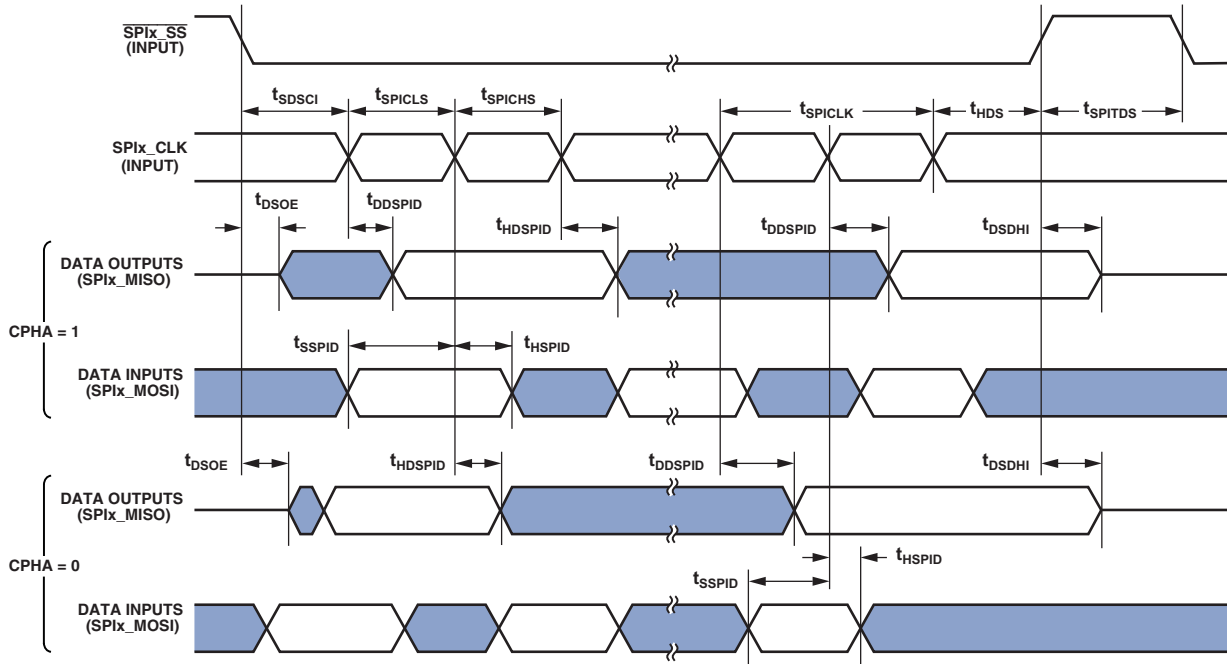 SPIx_SS
(INPUT)
tSDSCI
tSPICLS
tSPICHS
tSPICLK
tHDS
tSPITDS
SPIx_CLK
(INPUT)
tDSOE
tDDSPID
tHDSPID
tDDSPID
tDSDHI
DATA OUTPUTS
(SPIx_MISO)
CPHA = 1
tSSPID
tHSPID
DATA INPUTS
(SPIx_MOSI)
tDSOE
tHDSPID
tDDSPID
tDSDHI
DATA OUTPUTS
(SPIx_MISO)
CPHA = 0
tHSPID
tSSPID
DATA INPUTS
(SPIx_MOSI)